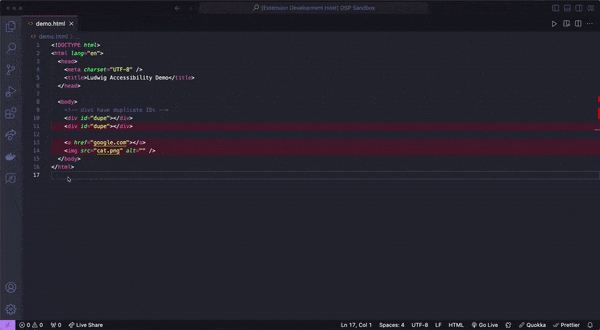 [Extension Development Host] LSP Sandbox
demo.html
demo.html > ...
1 <!DOCTYPE html>
2 <html lang="en">
3 <head>
4 <meta charset="UTF-8" />
5 <title>Ludwig Accessibility Demo</title>
6 </head>
7
8 <body>
9 <!-- divs have duplicate IDs -->
10 <div id="dupe"></div>
11 <div id="dupe"></div>
12
13 <a href="google.com"></a>
14 <img src="cat.png" alt="" />
15 </body>
16 </html>
17
0 0 0 Live Share Ln 17, Col 1 Spaces: 4 UTF-8 LF HTML Go Live Quokka Prettier